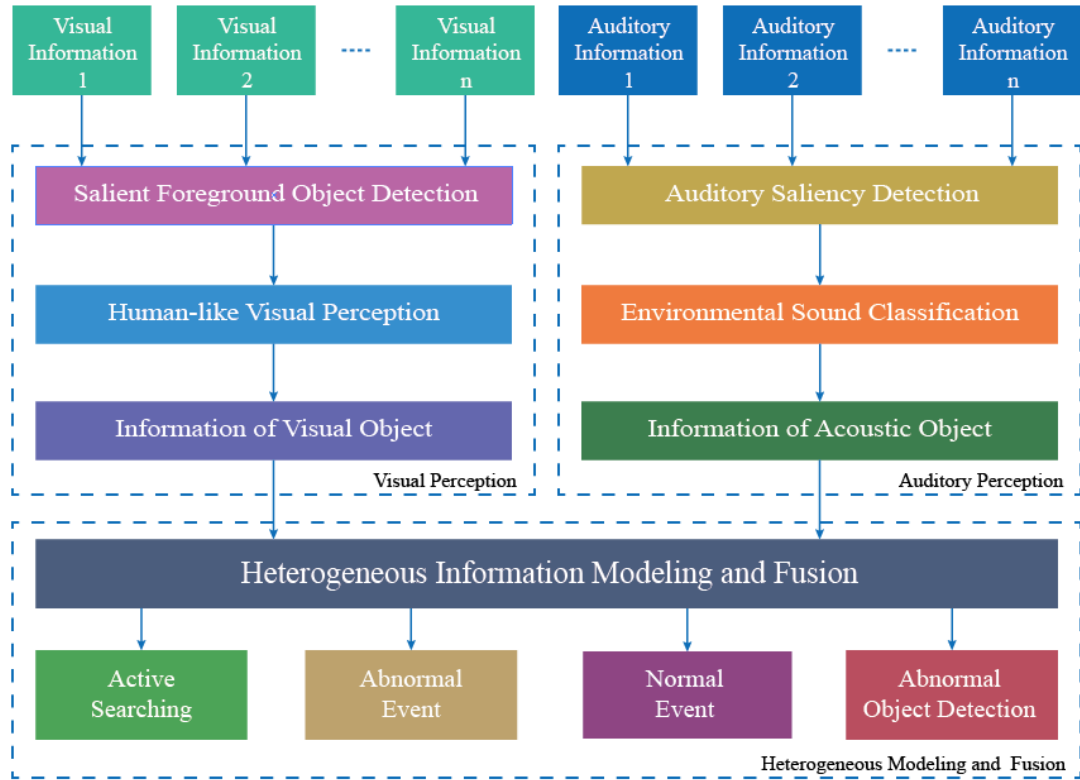 Visual
Information
1
Visual
Information
2
Visual
Information
n
Auditory
Information
1
Auditory
Information
2
Auditory
Information
n
Salient Foreground Object Detection
Human-like Visual Perception
Information of Visual Object
Visual Perception
Auditory Saliency Detection
Environmental Sound Classification
Information of Acoustic Object
Auditory Perception
Heterogeneous Information Modeling and Fusion
Active
Searching
Abnormal
Event
Normal
Event
Abnormal
Object Detection
Heterogeneous Modeling and Fusion